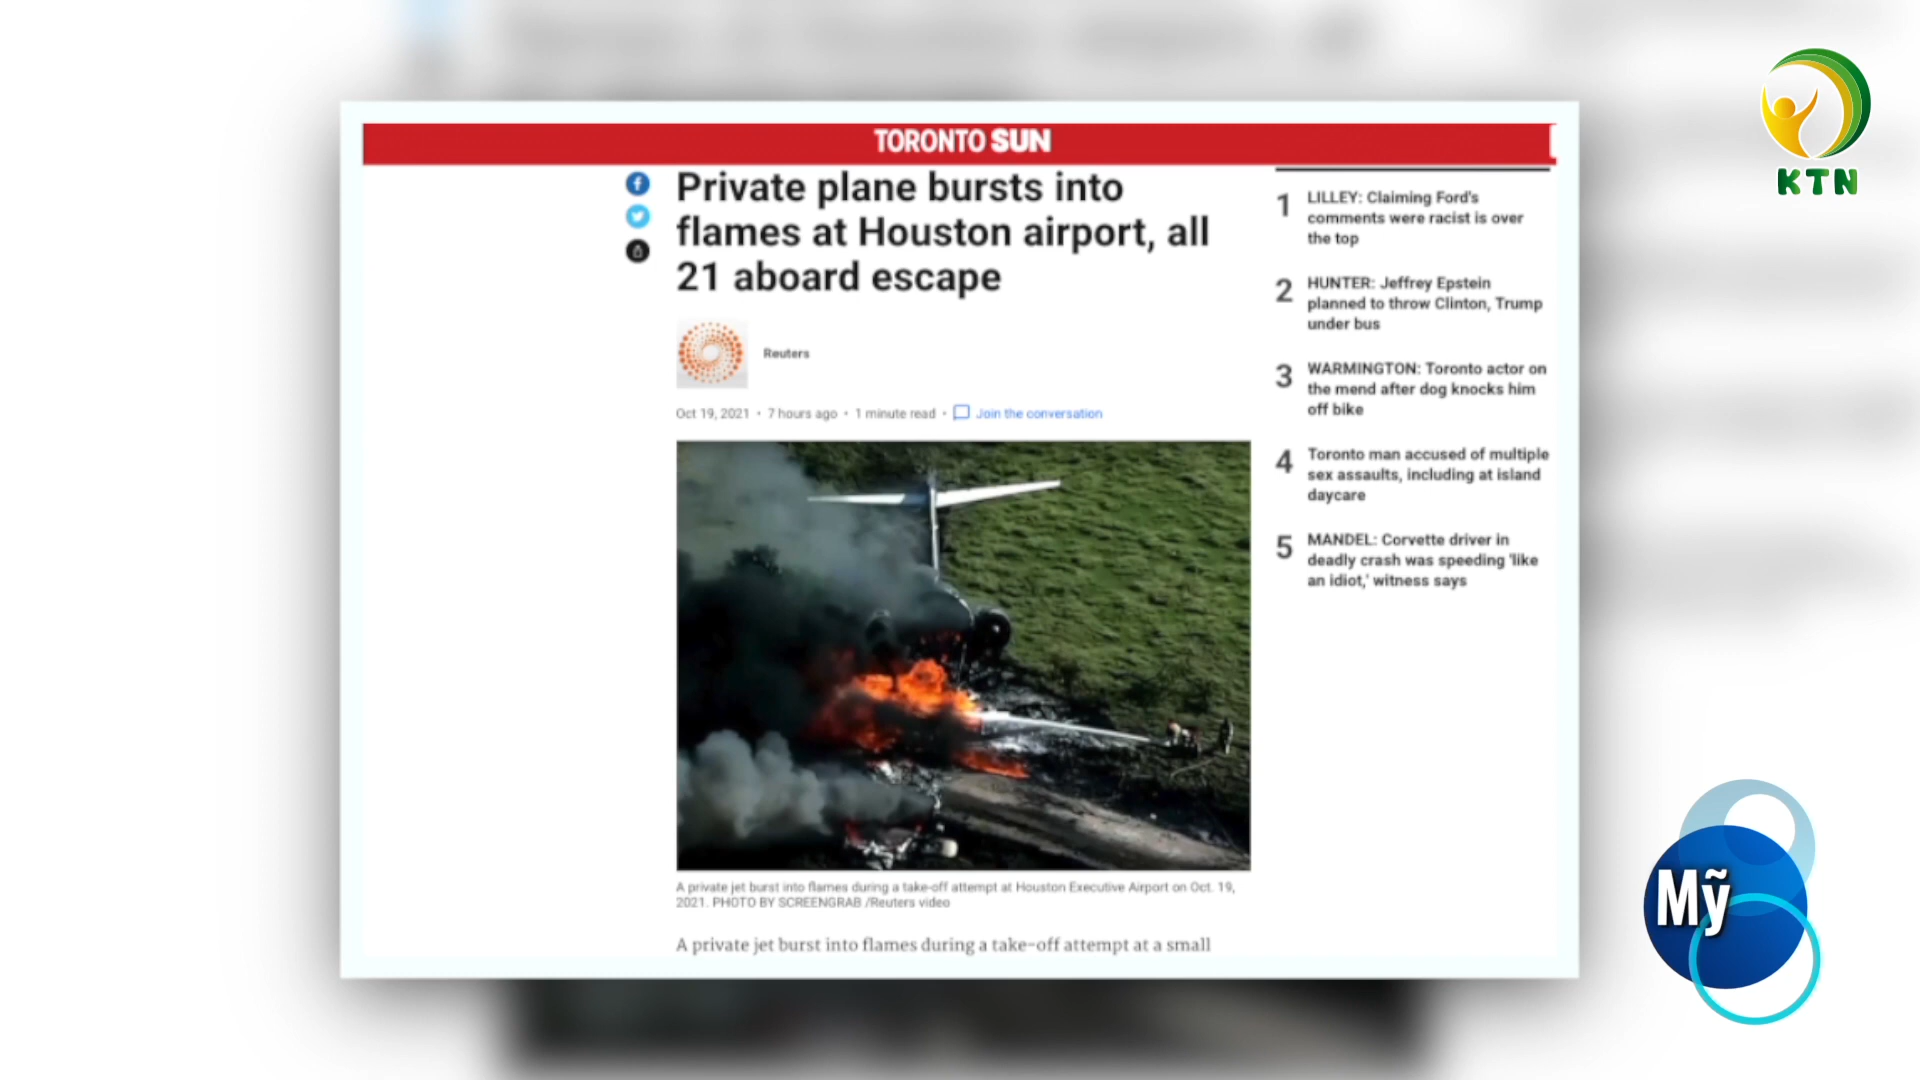 TORONTO SUN
Private plane bursts into
flames at Houston airport, all
21 aboard escape
Reuters
Oct 19, 2021 • 7 hours ago • 1 minute read • Join the conversation
A private jet burst into flames during a take-off attempt at Houston Executive Airport on Oct. 19,
2021. PHOTO BY SCREENGRAB /Reuters video
A private jet burst into flames during a take-off attempt at a small
1 LILLEY: Claiming Ford's
comments were racist is over
the top
2 HUNTER: Jeffrey Epstein
planned to throw Clinton, Trump
under bus
3 WARMINGTON: Toronto actor on
the mend after dog knocks him
off bike
4 Toronto man accused of multiple
sex assaults, including at island
daycare
5 MANDEL: Corvette driver in
deadly crash was speeding 'like
an idiot,' witness says
KTN
Mỹ